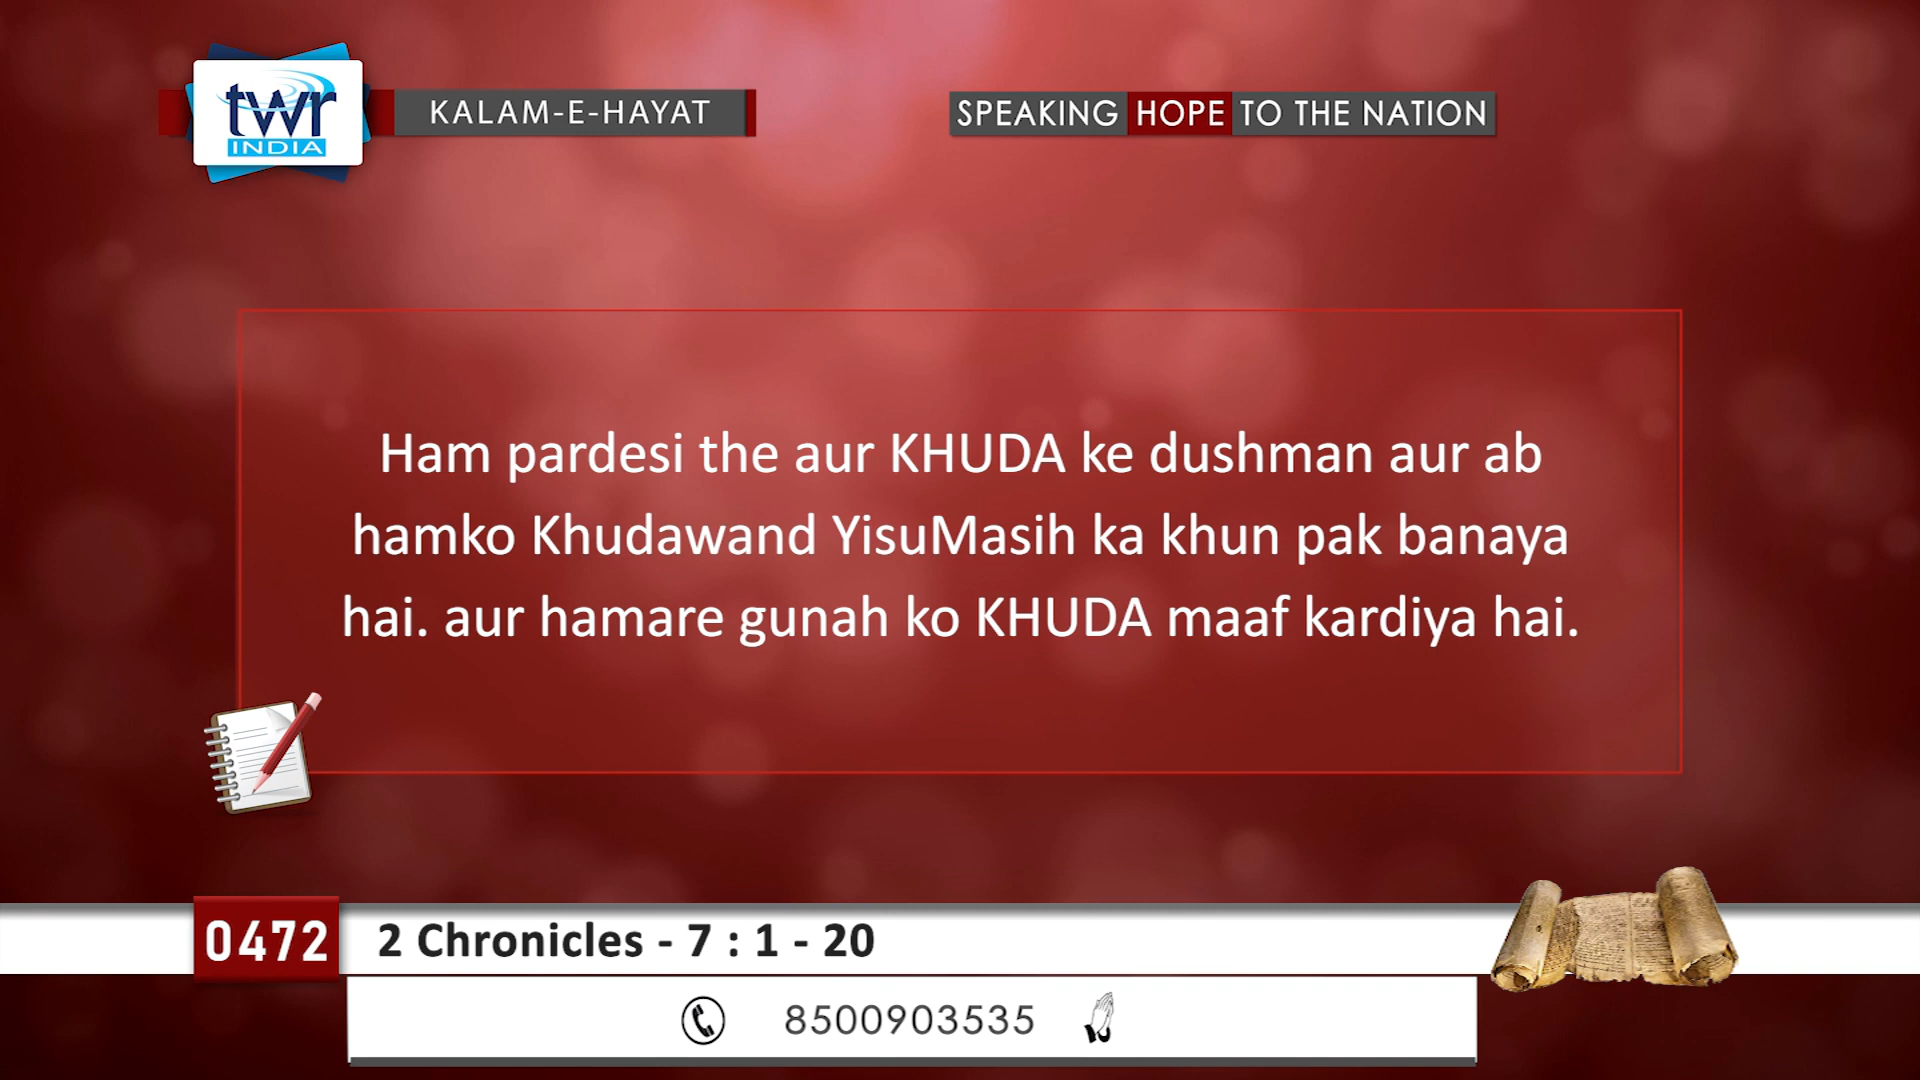 twr
INDIA
KALAM-E-HAYAT
SPEAKING HOPE TO THE NATION
Ham pardesi the aur KHUDA ke dushman aur ab
hamko Khudawand YisuMasih ka khun pak banaya
hai. aur hamare gunah ko KHUDA maaf kardiya hai.
0472
2 Chronicles - 7 : 1 - 20
8500903535